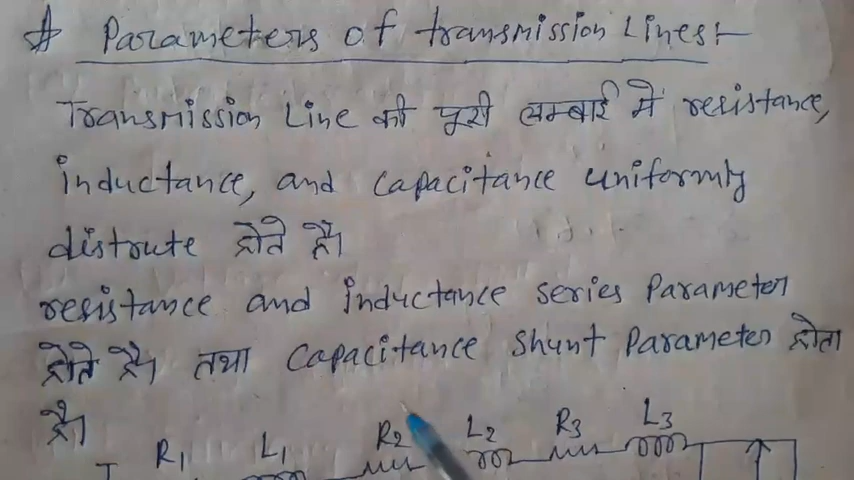 # Parameters of transmission Lines:-
Transmission Line की पूरी लम्बाई में resistance,
inductance, and capacitance uniformly
distrute होते है।
resistance and inductance series parameter
होते है। तथा capacitance shunt parameter होता
है।
R1 L1 R2 L2 R3 L3